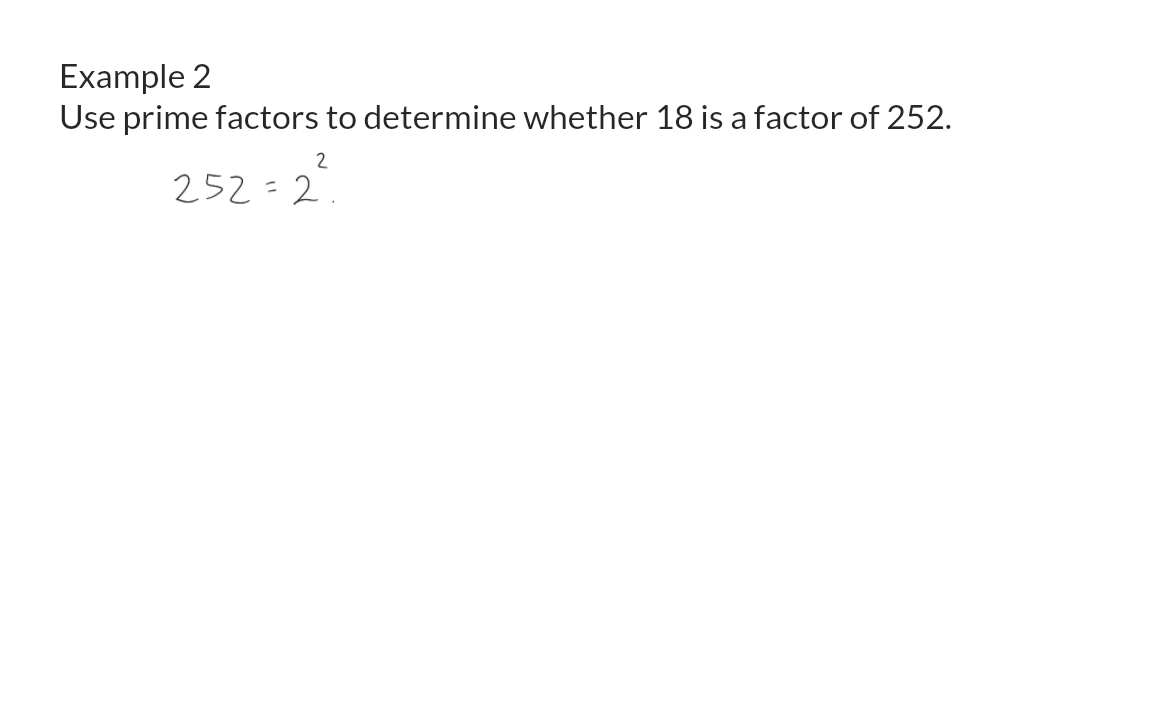 Example 2
Use prime factors to determine whether 18 is a factor of 252.
252 = 2² .